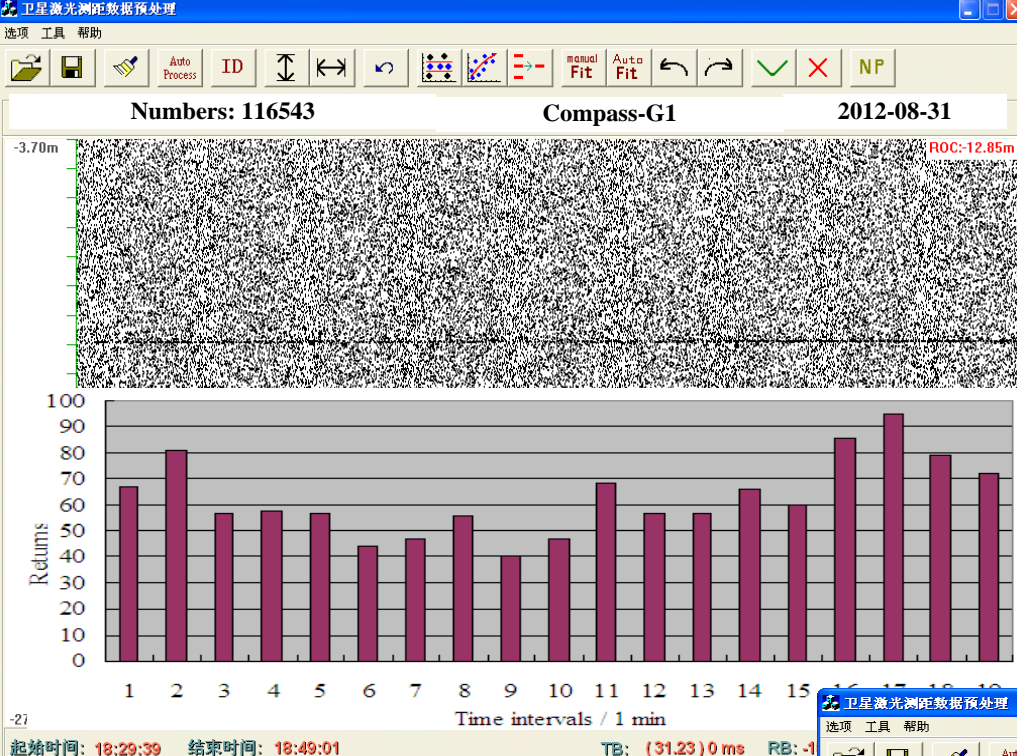 卫星激光测距数据预处理
选项 工具 帮助
Auto Process ID manual Fit Auto Fit NP
Numbers: 116543 Compass-G1 2012-08-31
-3.70m ROC:-12.85m
100
90
80
70
60
50
40
30
20
10
0
Returns
1 2 3 4 5 6 7 8 9 10 11 12 13 14 15
Time intervals / 1 min
卫星激光测距数据预处理
选项 工具 帮助
起始时间: 18:29:39 结束时间: 18:49:01 TB: (31.23)0 ms RB: